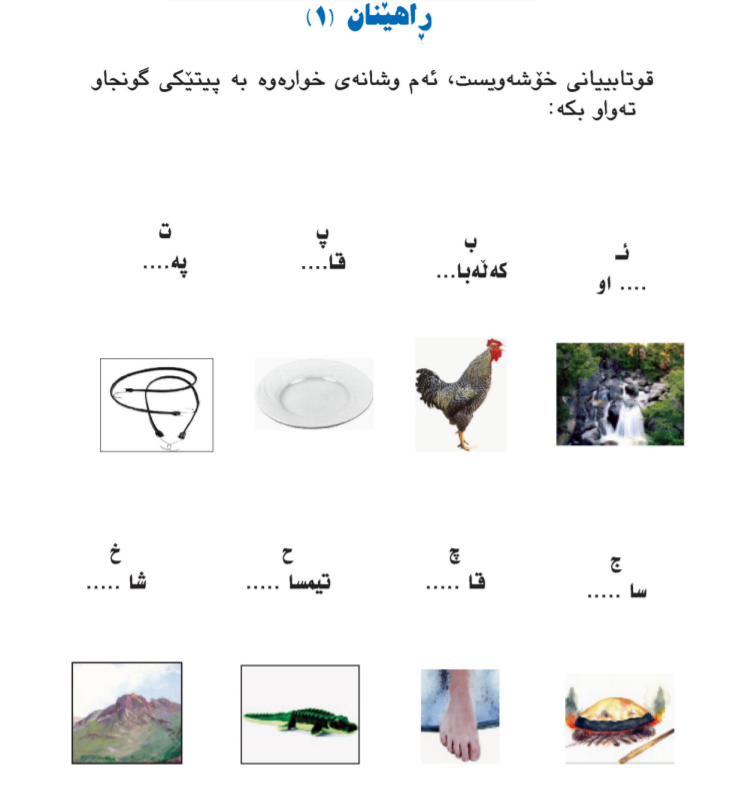 ڕاهێنان (١)
قوتابییانی خۆشەویست، ئەم وشانەی خوارەوە بە پیتێکی گونجاو
تەواو بکە:
ئـ
.... او
ب
کەڵەبا...
پ
قا....
ت
پە....
ج
سا .....
چ
قا .....
ح
تیمسا .....
خ
شا .....